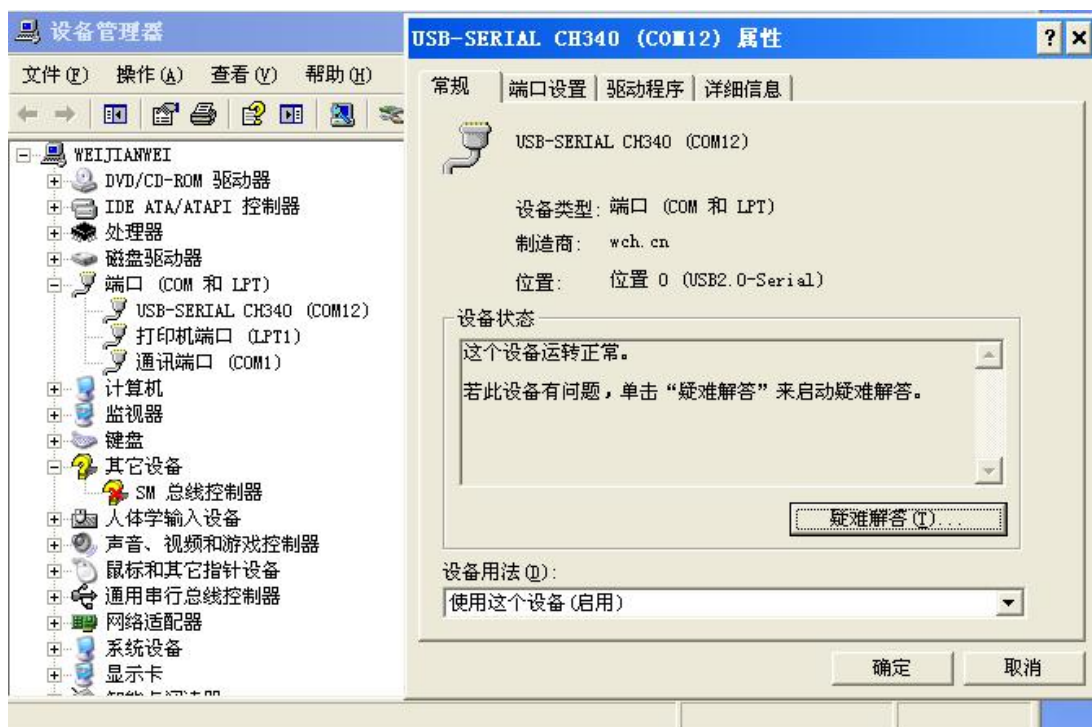 设备管理器
文件(F) 操作(A) 查看(V) 帮助(H)
WEIJIANWEI
DVD/CD-ROM 驱动器
IDE ATA/ATAPI 控制器
处理器
磁盘驱动器
端口 (COM 和 LPT)
USB-SERIAL CH340 (COM12)
打印机端口 (LPT1)
通讯端口 (COM1)
计算机
监视器
键盘
其它设备
SM 总线控制器
人体学输入设备
声音、视频和游戏控制器
鼠标和其它指针设备
通用串行总线控制器
网络适配器
系统设备
显示卡
USB-SERIAL CH340 (COM12) 属性
常规 端口设置 驱动程序 详细信息
USB-SERIAL CH340 (COM12)
设备类型: 端口 (COM 和 LPT)
制造商: wch.cn
位置: 位置 0 (USB2.0-Serial)
设备状态
这个设备运转正常。
若此设备有问题，单击“疑难解答”来启动疑难解答。
疑难解答(T)...
设备用法(D):
使用这个设备(启用)
确定 取消